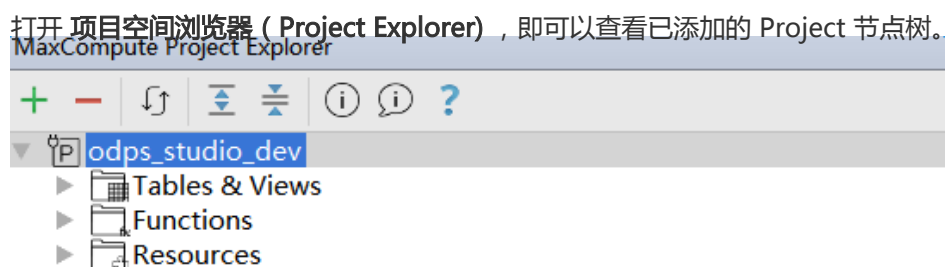 打开 项目空间浏览器（Project Explorer），即可以查看已添加的 Project 节点树。
MaxCompute Project Explorer
odps_studio_dev
Tables & Views
Functions
Resources